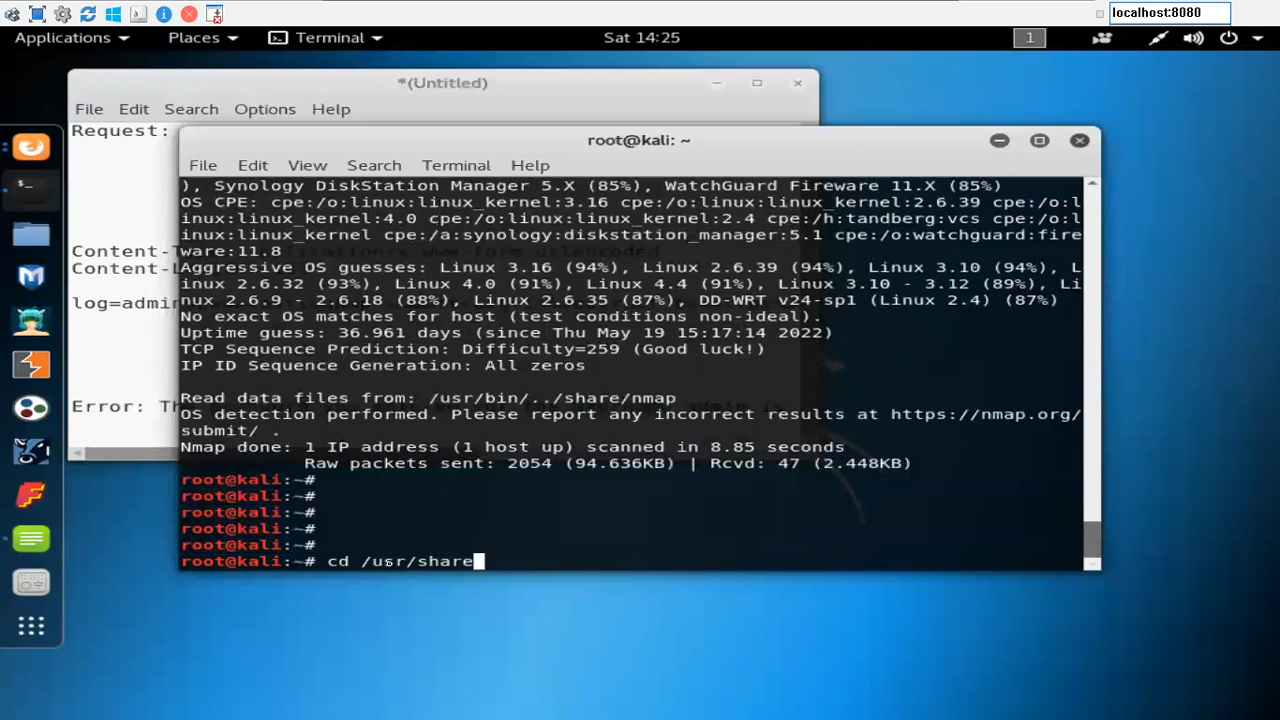 localhost:8080
Applications Places Terminal Sat 14:25 1
*(Untitled)
File Edit Search Options Help
Request:
Content-T
Content-L
log=admin
Error: Th
root@kali: ~
File Edit View Search Terminal Help
), Synology DiskStation Manager 5.X (85%), WatchGuard Fireware 11.X (85%)
OS CPE: cpe:/o:linux:linux_kernel:3.16 cpe:/o:linux:linux_kernel:2.6.39 cpe:/o:l
inux:linux_kernel:4.0 cpe:/o:linux:linux_kernel:2.4 cpe:/h:tandberg:vcs cpe:/o:l
inux:linux_kernel cpe:/a:synology:diskstation_manager:5.1 cpe:/o:watchguard:fire
ware:11.8
Aggressive OS guesses: Linux 3.16 (94%), Linux 2.6.39 (94%), Linux 3.10 (94%), L
inux 2.6.32 (93%), Linux 4.0 (91%), Linux 4.4 (91%), Linux 3.10 - 3.12 (89%), Li
nux 2.6.9 - 2.6.18 (88%), Linux 2.6.35 (87%), DD-WRT v24-sp1 (Linux 2.4) (87%)
No exact OS matches for host (test conditions non-ideal).
Uptime guess: 36.961 days (since Thu May 19 15:17:14 2022)
TCP Sequence Prediction: Difficulty=259 (Good luck!)
IP ID Sequence Generation: All zeros
Read data files from: /usr/bin/../share/nmap
OS detection performed. Please report any incorrect results at https://nmap.org/
submit/ .
Nmap done: 1 IP address (1 host up) scanned in 8.85 seconds
Raw packets sent: 2054 (94.636KB) | Rcvd: 47 (2.448KB)
root@kali:~#
root@kali:~#
root@kali:~#
root@kali:~#
root@kali:~#
root@kali:~# cd /usr/share